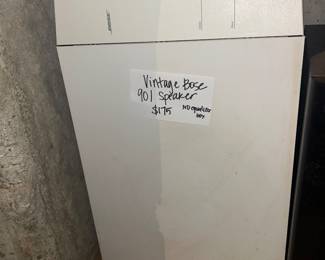 Vintage Bose
901 Speaker
$175 NO equalizer
box